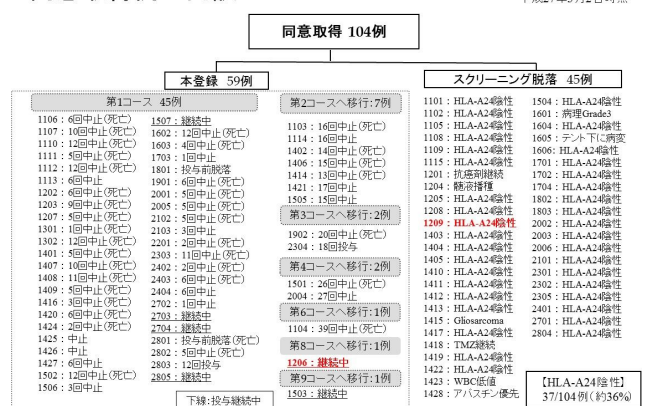 同意取得 104例
本登録 59例
スクリーニング脱落 45例
第1コース 45例
1106：6回中止(死亡)
1107：10回中止(死亡)
1110：12回中止(死亡)
1111：5回中止(死亡)
1112：12回中止(死亡)
1113：6回中止
1202：6回中止(死亡)
1203：9回中止(死亡)
1207：5回中止(死亡)
1301：1回中止(死亡)
1302：12回中止(死亡)
1401：5回中止(死亡)
1407：10回中止(死亡)
1408：11回中止(死亡)
1409：5回中止(死亡)
1416：3回中止(死亡)
1420：6回中止(死亡)
1424：2回中止(死亡)
1425：中止
1426：中止
1427：6回中止
1502：12回中止(死亡)
1506：3回中止
1507：継続中
1602：12回中止(死亡)
1603：4回中止(死亡)
1703：1回中止
1801：投与前脱落
1901：6回中止(死亡)
2001：5回中止(死亡)
2005：5回中止(死亡)
2102：5回中止(死亡)
2103：3回中止
2201：2回中止(死亡)
2303：11回中止(死亡)
2402：2回中止(死亡)
2403：6回中止(死亡)
2404：6回中止
2702：1回中止
2703：継続中
2704：継続中
2801：投与前脱落(死亡)
2802：5回中止(死亡)
2803：12回投与
2805：継続中
下線：投与継続中
第2コースへ移行：7例
1103：16回中止(死亡)
1114：16回中止
1402：14回中止(死亡)
1406：15回中止(死亡)
1414：13回中止(死亡)
1421：17回中止
1505：15回中止
第3コースへ移行：2例
1902：20回中止(死亡)
2304：18回投与
第4コースへ移行：2例
1501：26回中止(死亡)
2004：27回中止
第6コースへ移行：1例
1104：39回中止(死亡)
第8コースへ移行：1例
1206：継続中
第9コースへ移行：1例
1503：継続中
1101：HLA-A24陰性
1102：HLA-A24陰性
1105：HLA-A24陰性
1108：HLA-A24陰性
1109：HLA-A24陰性
1115：HLA-A24陰性
1201：抗癌剤継続
1204：髄液播種
1205：HLA-A24陰性
1208：HLA-A24陰性
1209：HLA-A24陰性
1403：HLA-A24陰性
1404：HLA-A24陰性
1405：HLA-A24陰性
1410：HLA-A24陰性
1411：HLA-A24陰性
1412：HLA-A24陰性
1413：HLA-A24陰性
1415：Gliosarcoma
1417：HLA-A24陰性
1418：TMZ継続
1419：HLA-A24陰性
1422：HLA-A24陰性
1423：WBC低値
1428：アバスチン優先
1504：HLA-A24陰性
1601：病理Grade3
1604：HLA-A24陰性
1605：テント下に病変
1606：HLA-A24陰性
1701：HLA-A24陰性
1702：HLA-A24陰性
1704：HLA-A24陰性
1802：HLA-A24陰性
1803：HLA-A24陰性
2002：HLA-A24陰性
2003：HLA-A24陰性
2006：HLA-A24陰性
2101：HLA-A24陰性
2301：HLA-A24陰性
2302：HLA-A24陰性
2305：HLA-A24陰性
2401：HLA-A24陰性
2701：HLA-A24陰性
2804：HLA-A24陰性
【HLA-A24陰性】
37/104例(約36%)